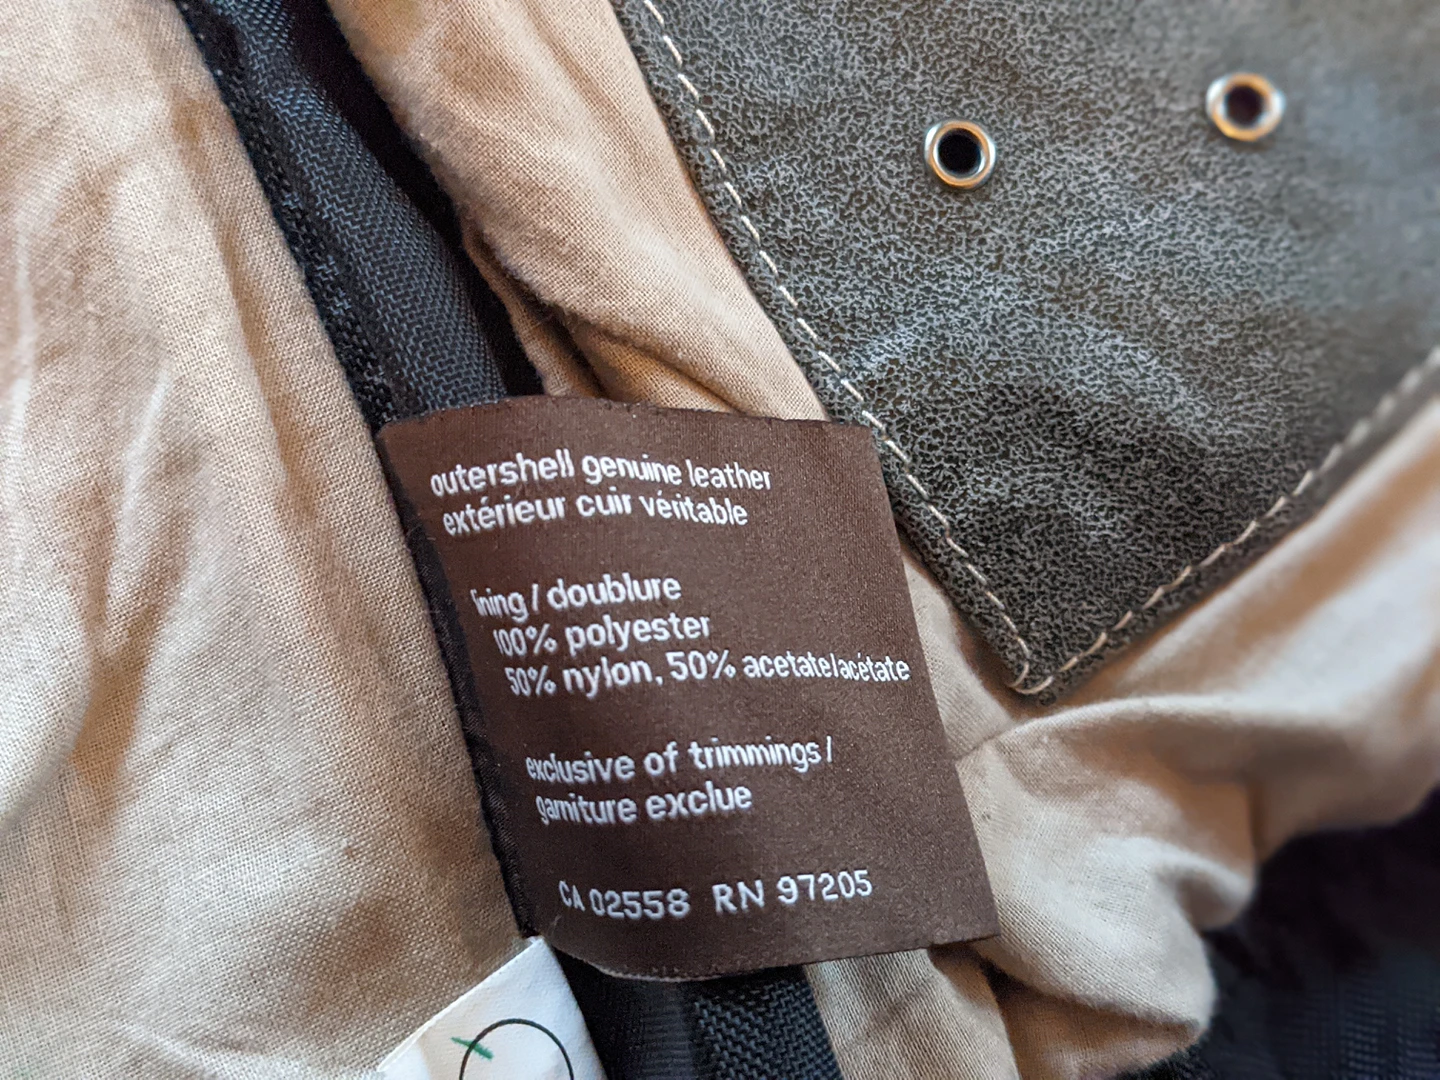 outershell genuine leather
extérieur cuir véritable
lining / doublure
100% polyester
50% nylon, 50% acetate/acétate
exclusive of trimmings /
garniture exclue
CA 02558 RN 97205